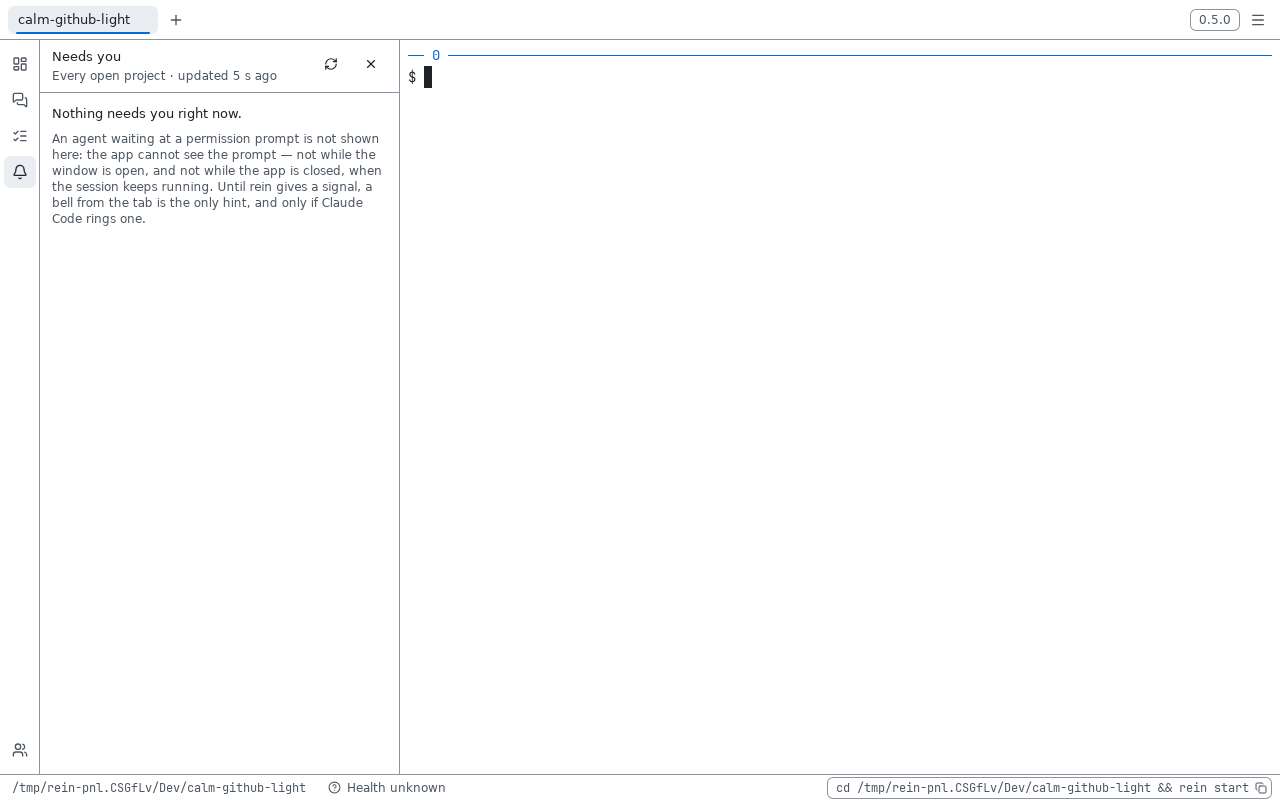 calm-github-light
0.5.0
Needs you
Every open project · updated 5 s ago
Nothing needs you right now.
An agent waiting at a permission prompt is not shown
here: the app cannot see the prompt — not while the
window is open, and not while the app is closed, when
the session keeps running. Until rein gives a signal, a
bell from the tab is the only hint, and only if Claude
Code rings one.
0
$
/tmp/rein-pnl.CSGfLv/Dev/calm-github-light
Health unknown
cd /tmp/rein-pnl.CSGfLv/Dev/calm-github-light && rein start